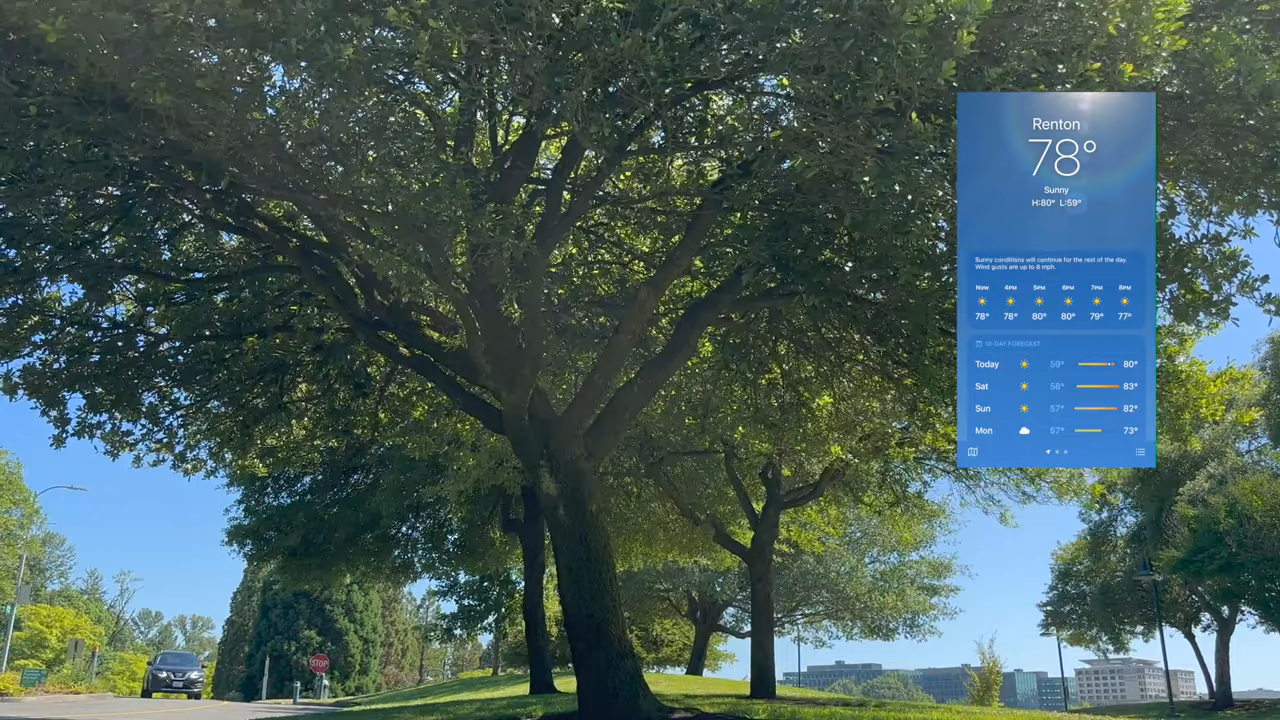 Renton
78°
Sunny
H:80° L:59°
Sunny conditions will continue for the rest of the day.
Wind gusts are up to 8 mph.
Now 4PM 5PM 6PM 7PM 8PM
78° 78° 80° 80° 79° 77°
10-DAY FORECAST
Today 59° 80°
Sat 58° 83°
Sun 57° 82°
Mon 57° 73°
STOP